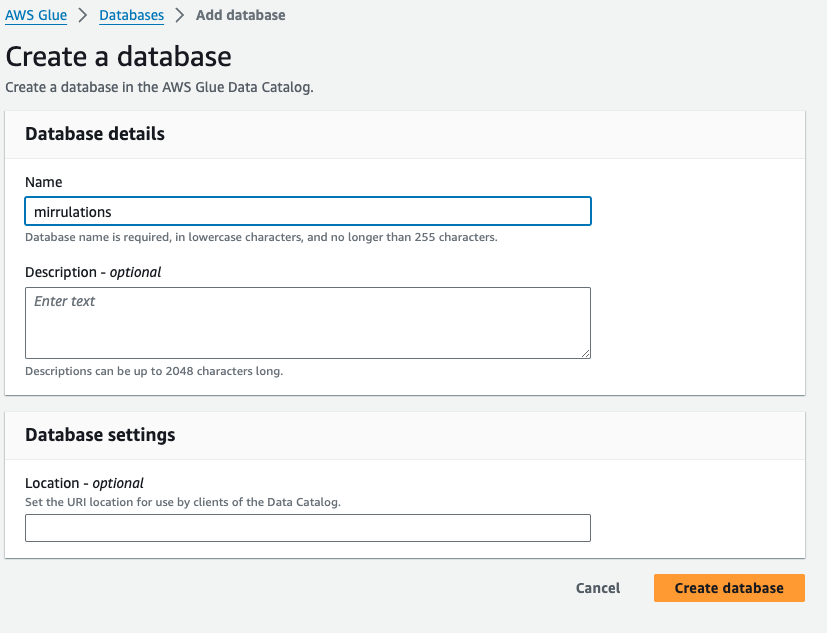 AWS Glue > Databases > Add database
Create a database
Create a database in the AWS Glue Data Catalog.
Database details
Name
mirrulations
Database name is required, in lowercase characters, and no longer than 255 characters.
Description - optional
Enter text
Descriptions can be up to 2048 characters long.
Database settings
Location - optional
Set the URI location for use by clients of the Data Catalog.
Cancel Create database